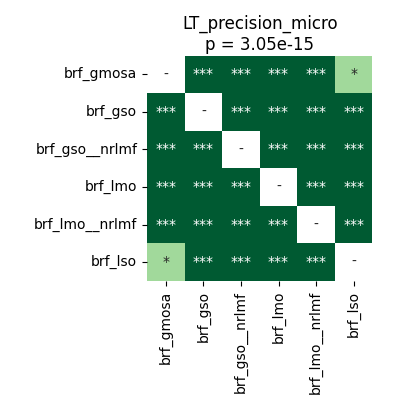 LT_precision_micro
p = 3.05e-15
brf_gmosa - *** *** *** *** *
brf_gso *** - *** *** *** ***
brf_gso__nrlmf *** *** - *** *** ***
brf_lmo *** *** *** - *** ***
brf_lmo__nrlmf *** *** *** *** - ***
brf_lso * *** *** *** *** -
brf_gmosa
brf_gso
brf_gso__nrlmf
brf_lmo
brf_lmo__nrlmf
brf_lso